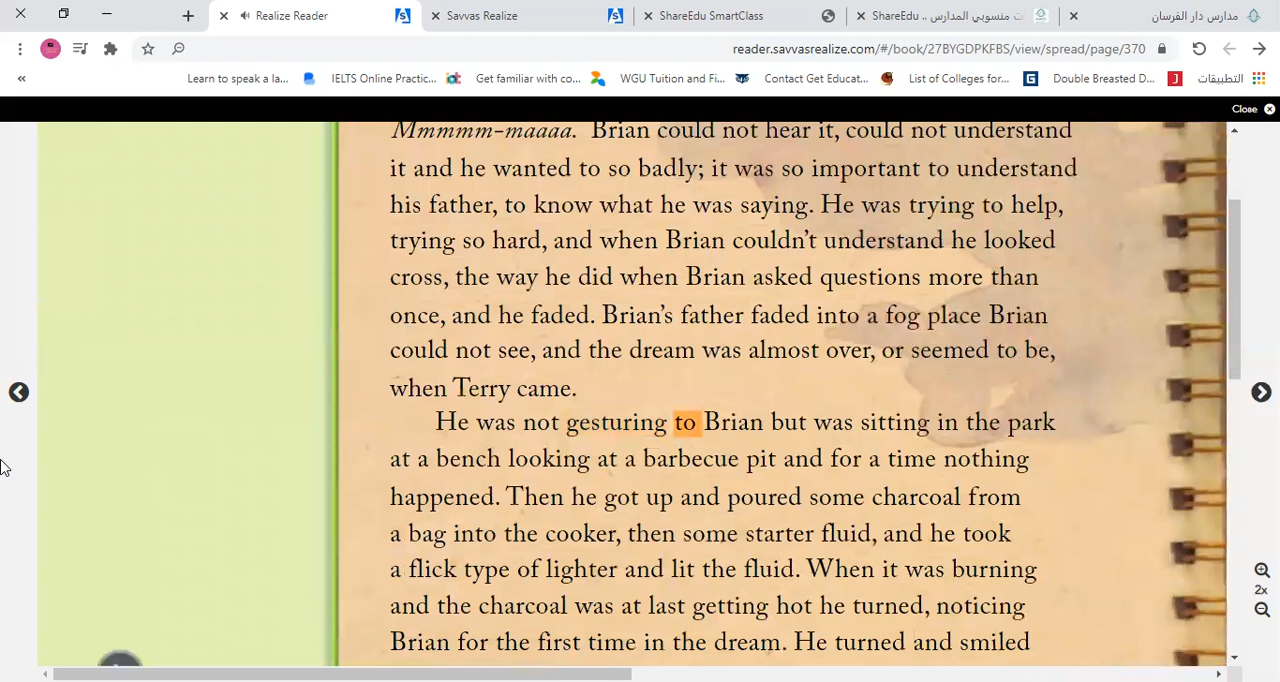 Realize Reader
Savvas Realize
ShareEdu SmartClass
ShareEdu .. ت منسوبي المدارس
مدارس دار الفرسان
reader.savvasrealize.com/#/book/27BYGDPKFBS/view/spread/page/370
« Learn to speak a la... IELTS Online Practic... Get familiar with co... WGU Tuition and Fi... Contact Get Educat... List of Colleges for... Double Breasted D... التطبيقات
Close
Mmmmm-maaaa. Brian could not hear it, could not understand
it and he wanted to so badly; it was so important to understand
his father, to know what he was saying. He was trying to help,
trying so hard, and when Brian couldn't understand he looked
cross, the way he did when Brian asked questions more than
once, and he faded. Brian's father faded into a fog place Brian
could not see, and the dream was almost over, or seemed to be,
when Terry came.
He was not gesturing to Brian but was sitting in the park
at a bench looking at a barbecue pit and for a time nothing
happened. Then he got up and poured some charcoal from
a bag into the cooker, then some starter fluid, and he took
a flick type of lighter and lit the fluid. When it was burning
and the charcoal was at last getting hot he turned, noticing
Brian for the first time in the dream. He turned and smiled
2x